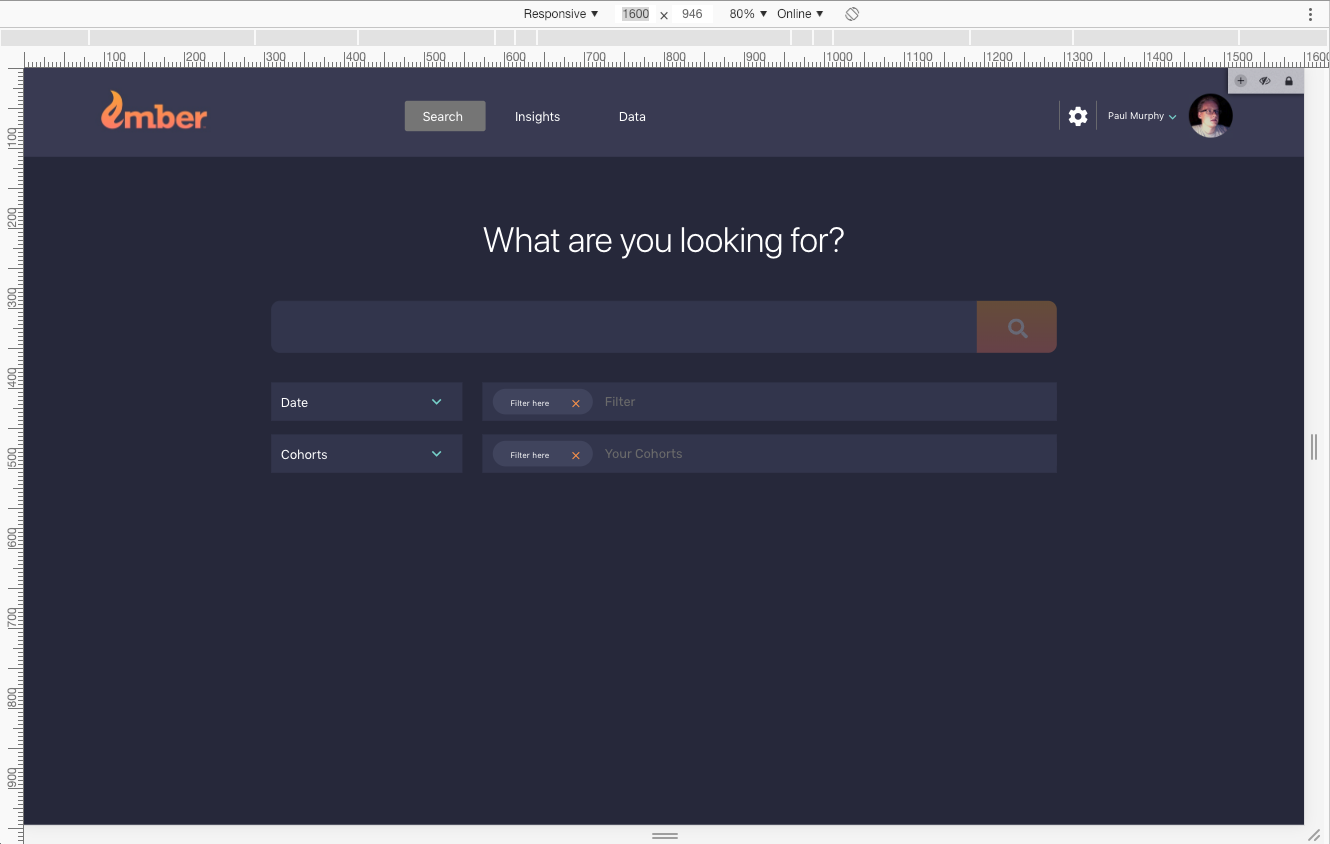 Responsive ▼ 1600 × 946 80% ▼ Online ▼
100 200 300 400 500 600 700 800 900 1000 1100 1200 1300 1400 1500 1600
100
200
300
400
500
600
700
800
900
ember
Search Insights Data
Paul Murphy
What are you looking for?
Date
Filter here × Filter
Cohorts
Filter here × Your Cohorts